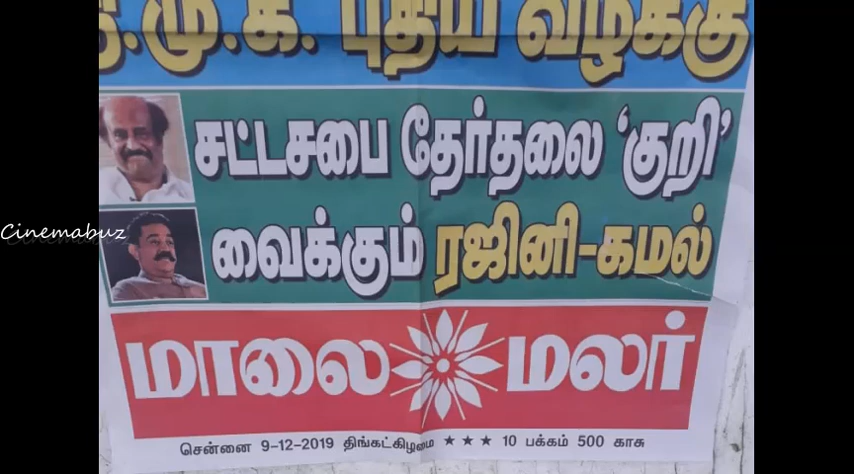 தி.மு.க. புதிய வழக்கு
சட்டசபை தேர்தலை ‘குறி’
Cinemabuz
வைக்கும் ரஜினி-கமல்
மாலை மலர்
சென்னை 9-12-2019 திங்கட்கிழமை ★ ★ ★ 10 பக்கம் 500 காசு